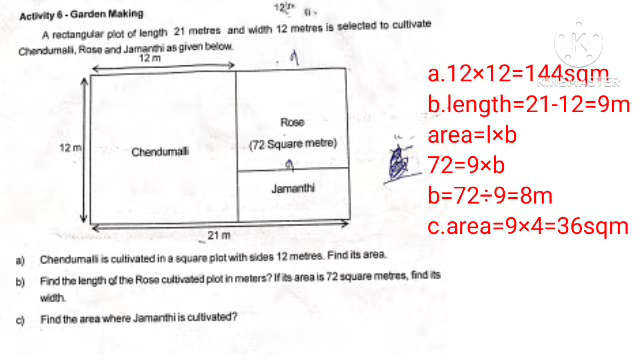 Activity 6 - Garden Making
A rectangular plot of length 21 metres and width 12 metres is selected to cultivate
Chendumalli, Rose and Jamanthi as given below.
12 m
9
Rose
12 m
Chendumalli
(72 Square metre)
9
Jamanthi
21 m
a) Chendumalli is cultivated in a square plot with sides 12 metres. Find its area.
b) Find the length of the Rose cultivated plot in meters? If its area is 72 square metres, find its
width.
c) Find the area where Jamanthi is cultivated?
a.12×12=144sqm
KINEMASTER
b.length=21-12=9m
area=l×b
72=9×b
b=72÷9=8m
c.area=9×4=36sqm